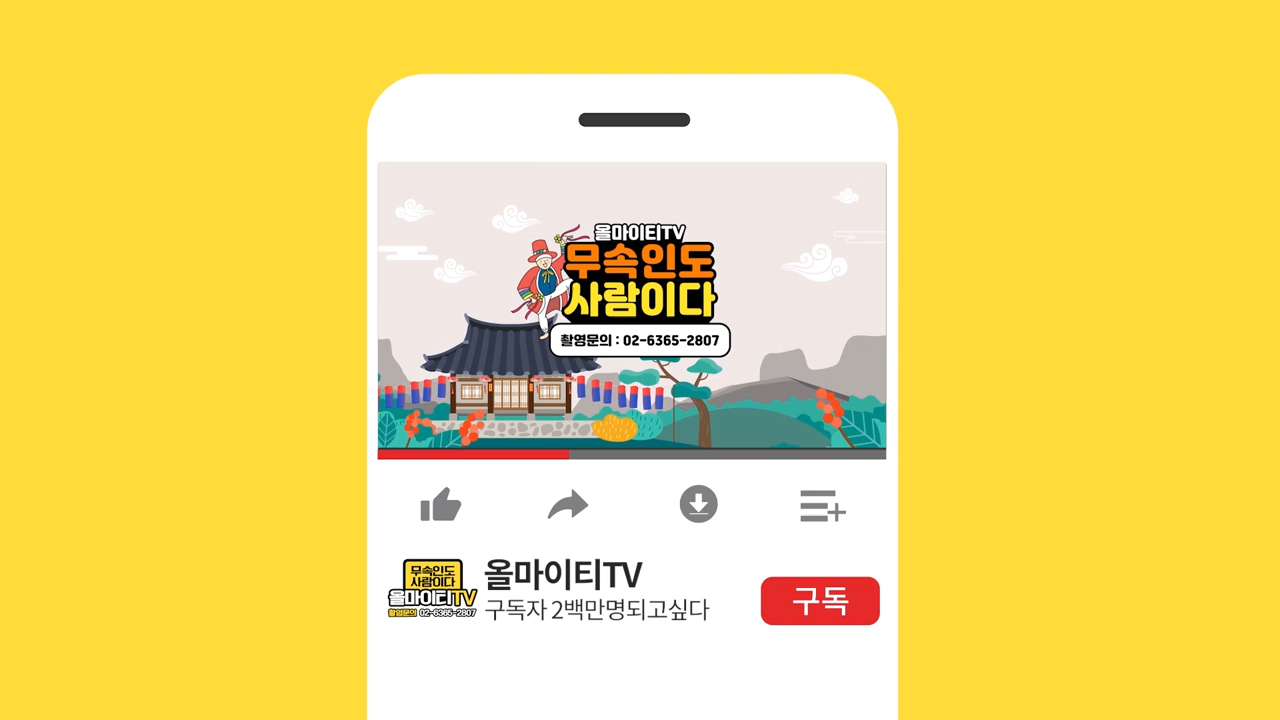 올마이티TV
무속인도
사람이다
촬영문의 : 02-6365-2807
무속인도
사람이다
올마이티TV
촬영문의 02-6365-2807
올마이티TV
구독자 2백만명되고싶다
구독